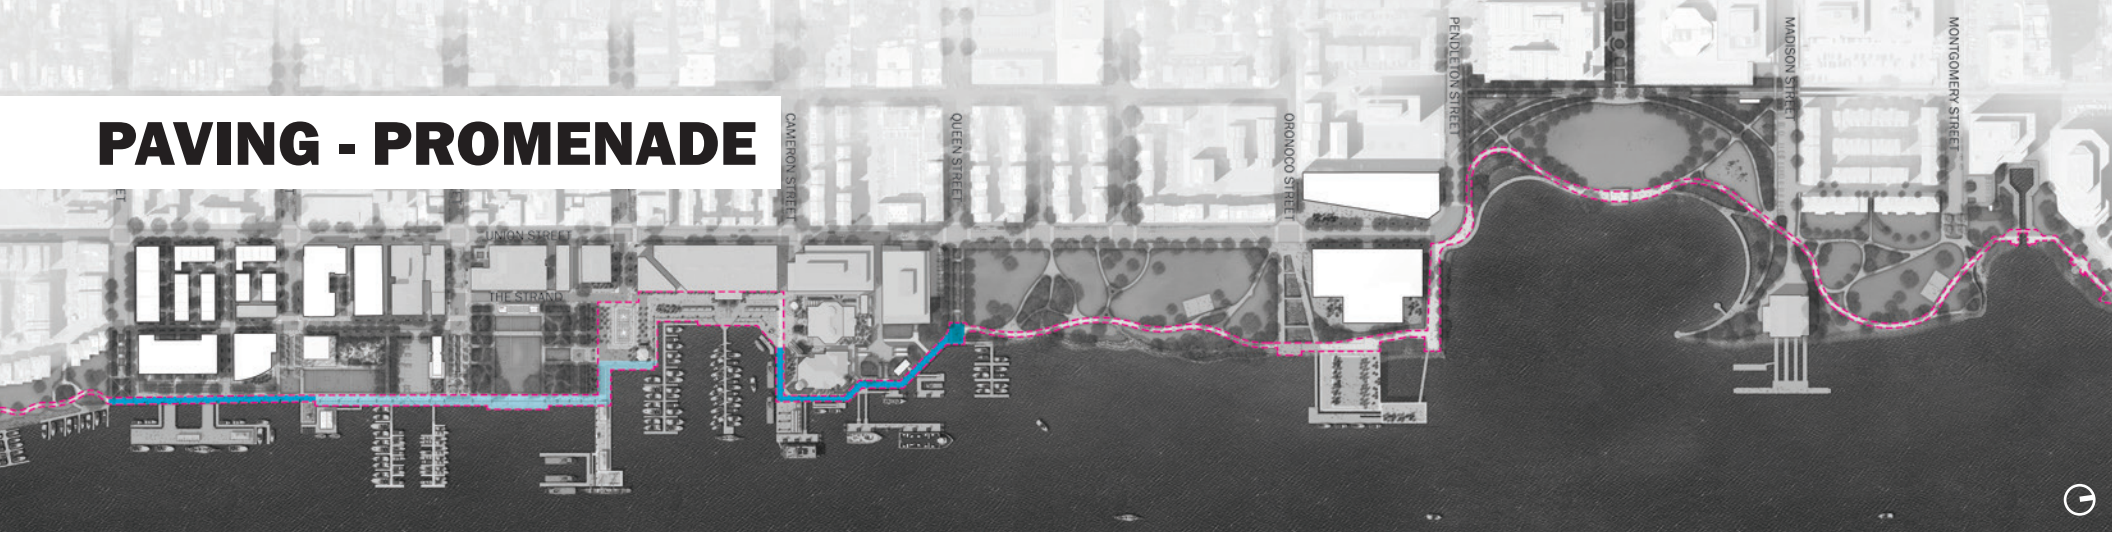 PENDLETON STREET
MADISON STREET
MONTGOMERY STREET
PAVING - PROMENADE
CAMERON STREET
QUEEN STREET
ORONOCO STREET
UNION STREET
THE STRAND